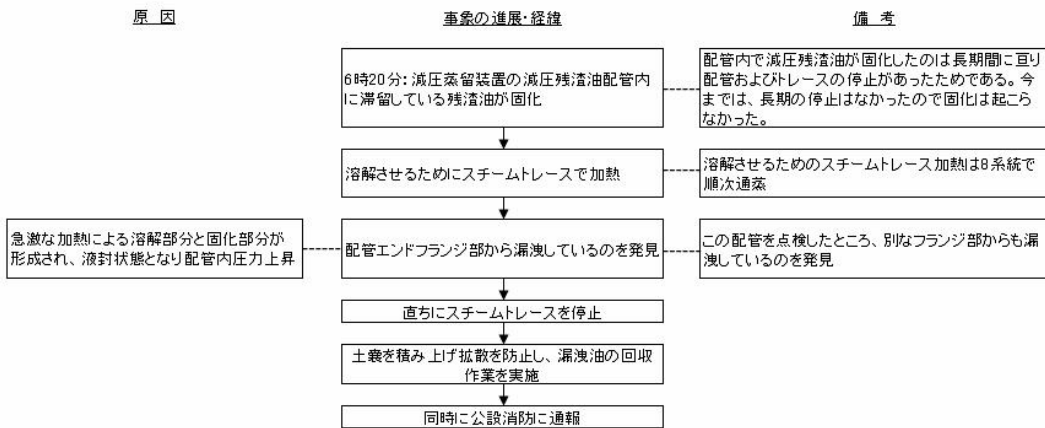 原 因
事象の進展・経緯
備 考
6時20分：減圧蒸留装置の減圧残渣油配管内
に滞留している残渣油が固化
配管内で減圧残渣油が固化したのは長期間に亘り
配管およびトレースの停止があったためである。今
までは、長期の停止はなかったので固化は起こら
なかった。
溶解させるためにスチームトレースで加熱
溶解させるためのスチームトレース加熱は8系統で
順次通蒸
急激な加熱による溶解部分と固化部分が
形成され、液封状態となり配管内圧力上昇
配管エンドフランジ部から漏洩しているのを発見
この配管を点検したところ、別なフランジ部からも漏
洩しているのを発見
直ちにスチームトレースを停止
土嚢を積み上げ拡散を防止し、漏洩油の回収
作業を実施
同時に公設消防に通報